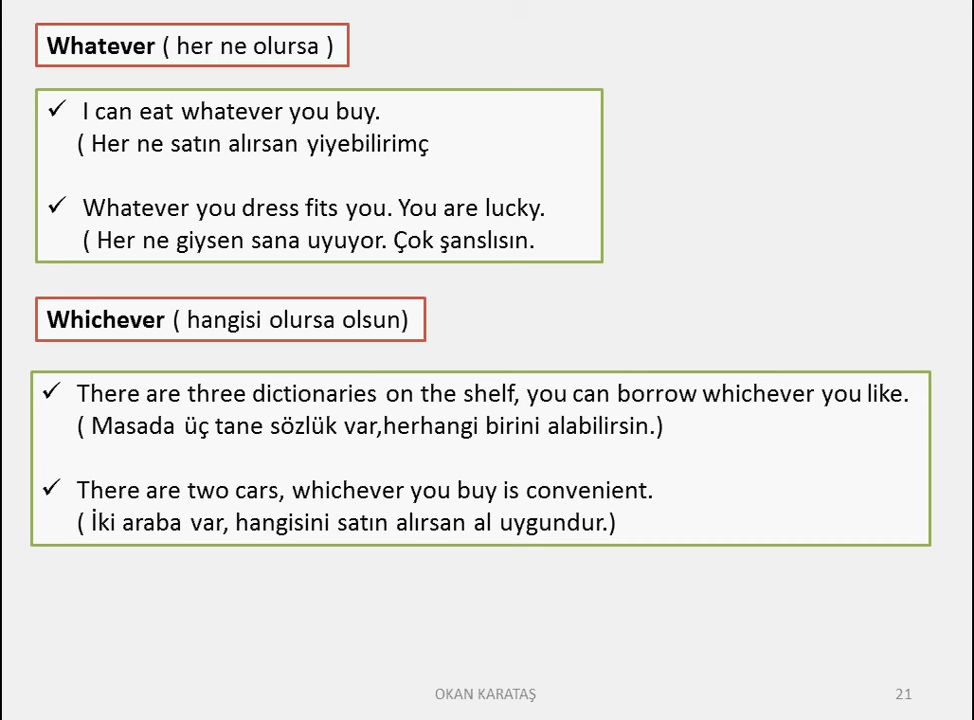 Whatever ( her ne olursa )
✓ I can eat whatever you buy.
( Her ne satın alırsan yiyebilirimç
✓ Whatever you dress fits you. You are lucky.
( Her ne giysen sana uyuyor. Çok şanslısın.
Whichever ( hangisi olursa olsun)
✓ There are three dictionaries on the shelf, you can borrow whichever you like.
( Masada üç tane sözlük var,herhangi birini alabilirsin.)
✓ There are two cars, whichever you buy is convenient.
( İki araba var, hangisini satın alırsan al uygundur.)
OKAN KARATAŞ
21